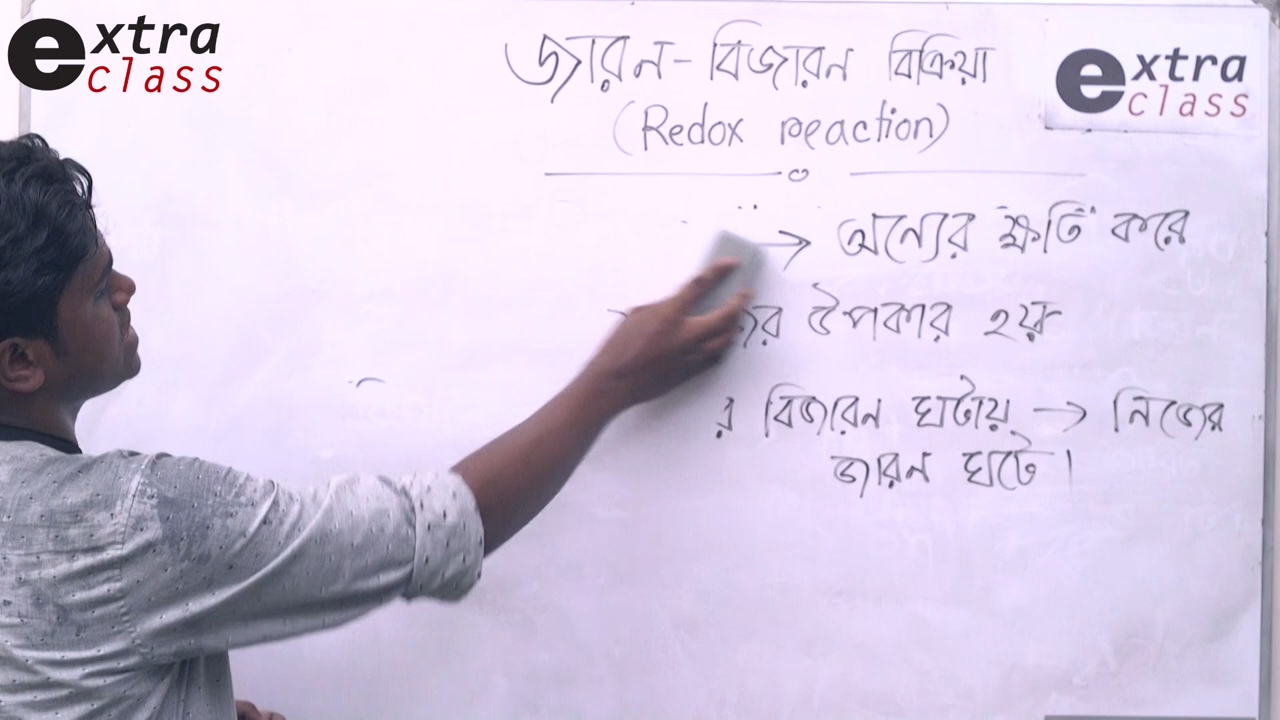 extra class
জারন-বিজারন বিক্রিয়া
extra class
(Redox reaction)
→ অন্যের ক্ষতি করে
উপকার হয়
র বিজারন ঘটায় → নিজের
জারন ঘটে।